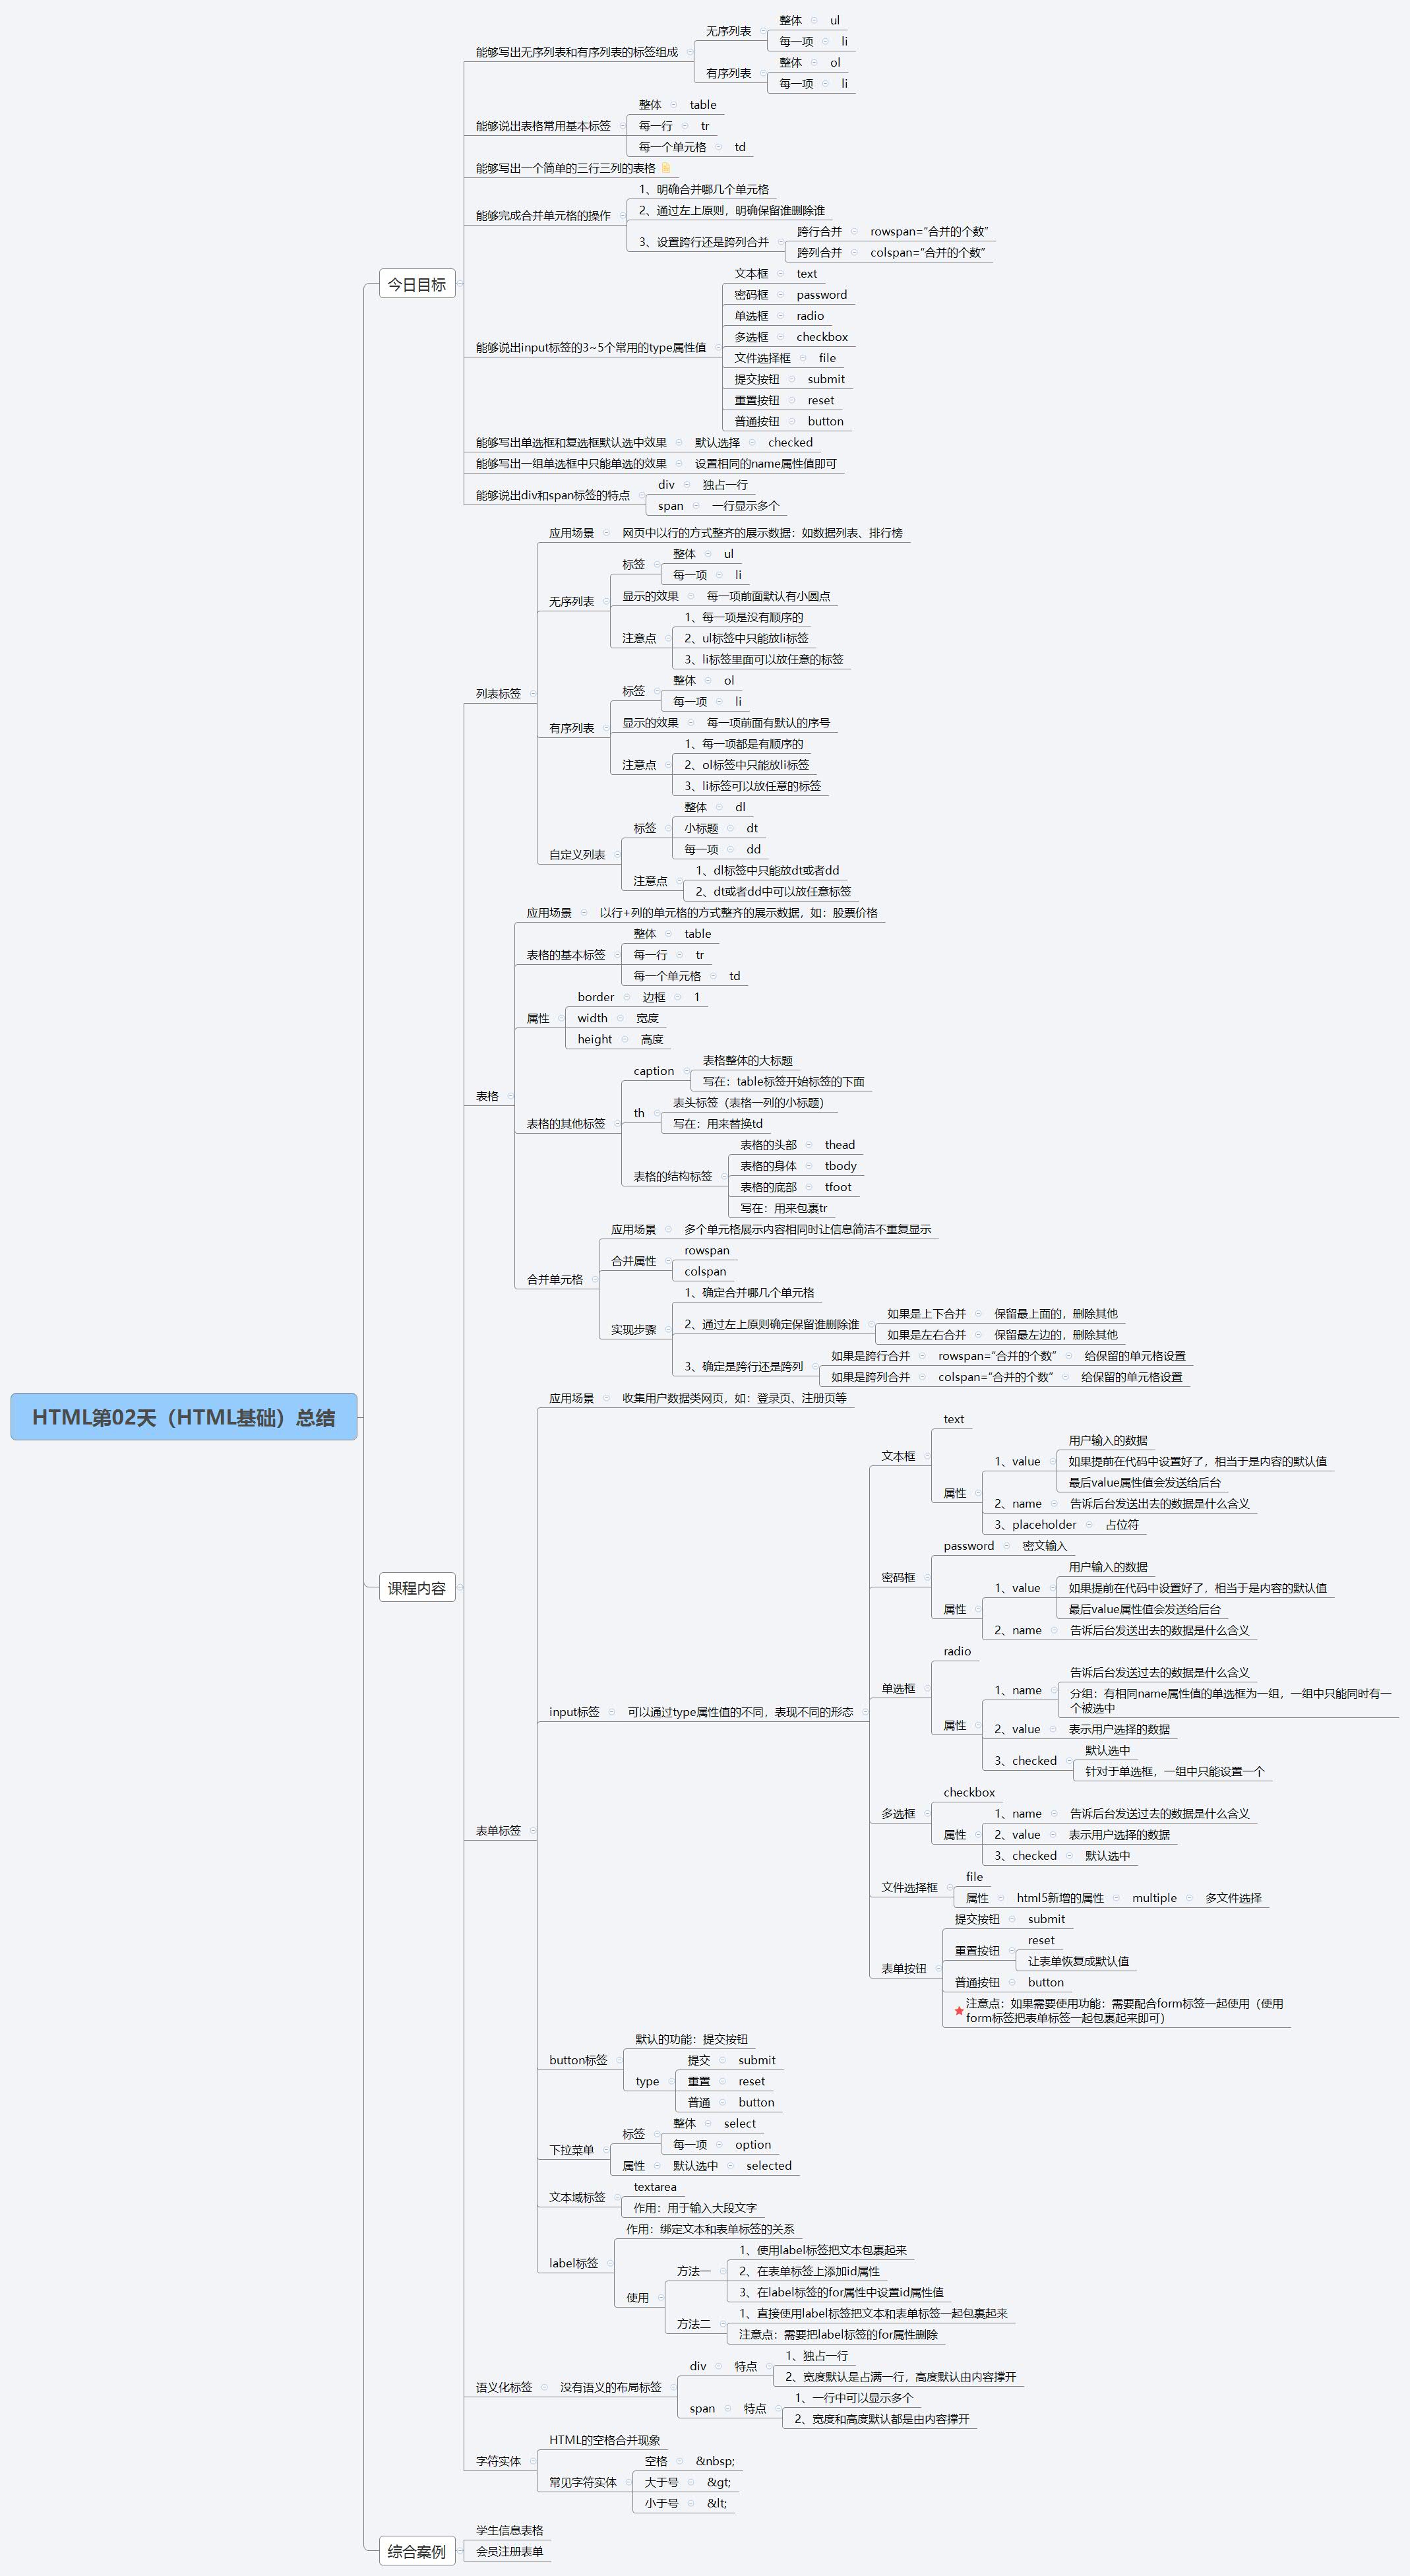 能够写出无序列表和有序列表的标签组成
无序列表
整体
ul
每一项
li
有序列表
整体
ol
每一项
li
能够说出表格常用基本标签
整体
table
每一行
tr
每一个单元格
td
能够写出一个简单的三行三列的表格
能够完成合并单元格的操作
1、明确合并哪几个单元格
2、通过左上原则，明确保留谁删除谁
3、设置跨行还是跨列合并
跨行合并
rowspan=“合并的个数”
跨列合并
colspan=“合并的个数”
今日目标
能够说出input标签的3~5个常用的type属性值
文本框
text
密码框
password
单选框
radio
多选框
checkbox
文件选择框
file
提交按钮
submit
重置按钮
reset
普通按钮
button
能够写出单选框和复选框默认选中效果
默认选择
checked
能够写出一组单选框中只能单选的效果
设置相同的name属性值即可
能够说出div和span标签的特点
div
独占一行
span
一行显示多个
列表标签
应用场景
网页中以行的方式整齐的展示数据：如数据列表、排行榜
无序列表
标签
整体
ul
每一项
li
显示的效果
每一项前面默认有小圆点
注意点
1、每一项是没有顺序的
2、ul标签中只能放li标签
3、li标签里面可以放任意的标签
有序列表
标签
整体
ol
每一项
li
显示的效果
每一项前面有默认的序号
注意点
1、每一项都是有顺序的
2、ol标签中只能放li标签
3、li标签可以放任意的标签
自定义列表
标签
整体
dl
小标题
dt
每一项
dd
注意点
1、dl标签中只能放dt或者dd
2、dt或者dd中可以放任意标签
表格
应用场景
以行+列的单元格的方式整齐的展示数据，如：股票价格
表格的基本标签
整体
table
每一行
tr
每一个单元格
td
属性
border
边框
1
width
宽度
height
高度
表格的其他标签
caption
表格整体的大标题
写在：table标签开始标签的下面
th
表头标签（表格一列的小标题）
写在：用来替换td
表格的结构标签
表格的头部
thead
表格的身体
tbody
表格的底部
tfoot
写在：用来包裹tr
合并单元格
应用场景
多个单元格展示内容相同时让信息简洁不重复显示
合并属性
rowspan
colspan
实现步骤
1、确定合并哪几个单元格
2、通过左上原则确定保留谁删除谁
如果是上下合并
保留最上面的，删除其他
如果是左右合并
保留最左边的，删除其他
3、确定是跨行还是跨列
如果是跨行合并
rowspan=“合并的个数”
给保留的单元格设置
如果是跨列合并
colspan=“合并的个数”
给保留的单元格设置
HTML第02天（HTML基础）总结
课程内容
表单标签
应用场景
收集用户数据类网页，如：登录页、注册页等
input标签
可以通过type属性值的不同，表现不同的形态
文本框
text
属性
1、value
用户输入的数据
如果提前在代码中设置好了，相当于是内容的默认值
最后value属性值会发送给后台
2、name
告诉后台发送出去的数据是什么含义
3、placeholder
占位符
密码框
password
密文输入
属性
1、value
用户输入的数据
如果提前在代码中设置好了，相当于是内容的默认值
最后value属性值会发送给后台
2、name
告诉后台发送出去的数据是什么含义
单选框
radio
属性
1、name
告诉后台发送过去的数据是什么含义
分组：有相同name属性值的单选框为一组，一组中只能同时有一
个被选中
2、value
表示用户选择的数据
3、checked
默认选中
针对于单选框，一组中只能设置一个
多选框
checkbox
属性
1、name
告诉后台发送过去的数据是什么含义
2、value
表示用户选择的数据
3、checked
默认选中
文件选择框
file
属性
html5新增的属性
multiple
多文件选择
表单按钮
提交按钮
submit
重置按钮
reset
让表单恢复成默认值
普通按钮
button
注意点：如果需要使用功能：需要配合form标签一起使用（使用
form标签把表单标签一起包裹起来即可）
button标签
默认的功能：提交按钮
type
提交
submit
重置
reset
普通
button
下拉菜单
标签
整体
select
每一项
option
属性
默认选中
selected
文本域标签
textarea
作用：用于输入大段文字
label标签
作用：绑定文本和表单标签的关系
使用
方法一
1、使用label标签把文本包裹起来
2、在表单标签上添加id属性
3、在label标签的for属性中设置id属性值
方法二
1、直接使用label标签把文本和表单标签一起包裹起来
注意点：需要把label标签的for属性删除
语义化标签
没有语义的布局标签
div
特点
1、独占一行
2、宽度默认是占满一行，高度默认由内容撑开
span
特点
1、一行中可以显示多个
2、宽度和高度默认都是由内容撑开
字符实体
HTML的空格合并现象
常见字符实体
空格
&amp;nbsp;
大于号
&amp;gt;
小于号
&amp;lt;
综合案例
学生信息表格
会员注册表单